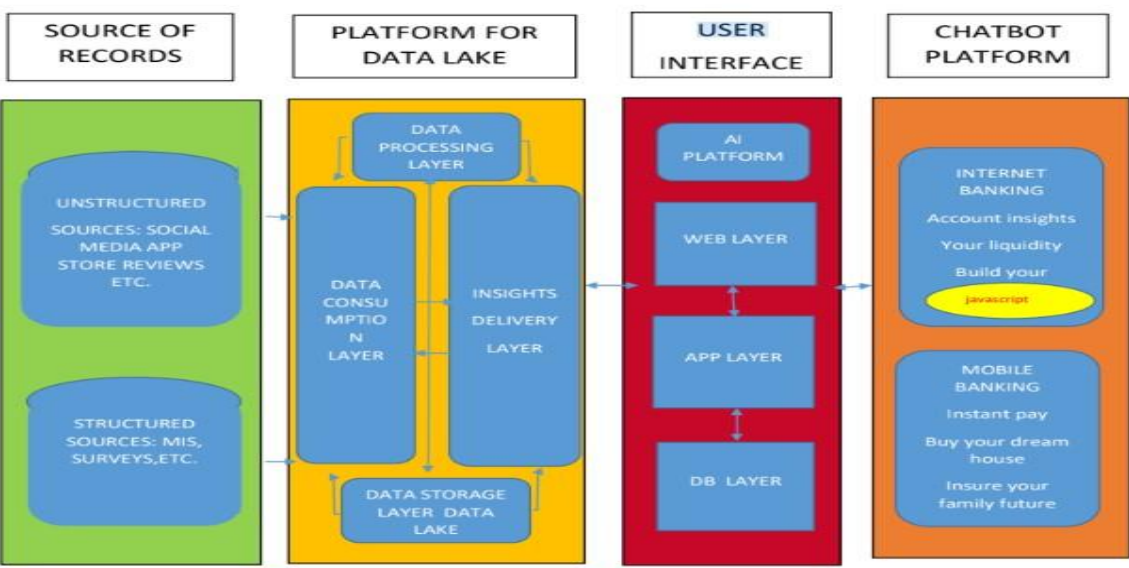 SOURCE OF
RECORDS
PLATFORM FOR
DATA LAKE
USER
INTERFACE
CHATBOT
PLATFORM
UNSTRUCTURED
SOURCES: SOCIAL
MEDIA APP
STORE REVIEWS
ETC.
STRUCTURED
SOURCES: MIS,
SURVEYS,ETC.
DATA
PROCESSING
LAYER
DATA
CONSU
MPTIO
N
LAYER
INSIGHTS
DELIVERY
LAYER
DATA STORAGE
LAYER DATA
LAKE
AI
PLATFORM
WEB LAYER
APP LAYER
DB LAYER
INTERNET
BANKING
Account insights
Your liquidity
Build your
javascript
MOBILE
BANKING
Instant pay
Buy your dream
house
Insure your
family future